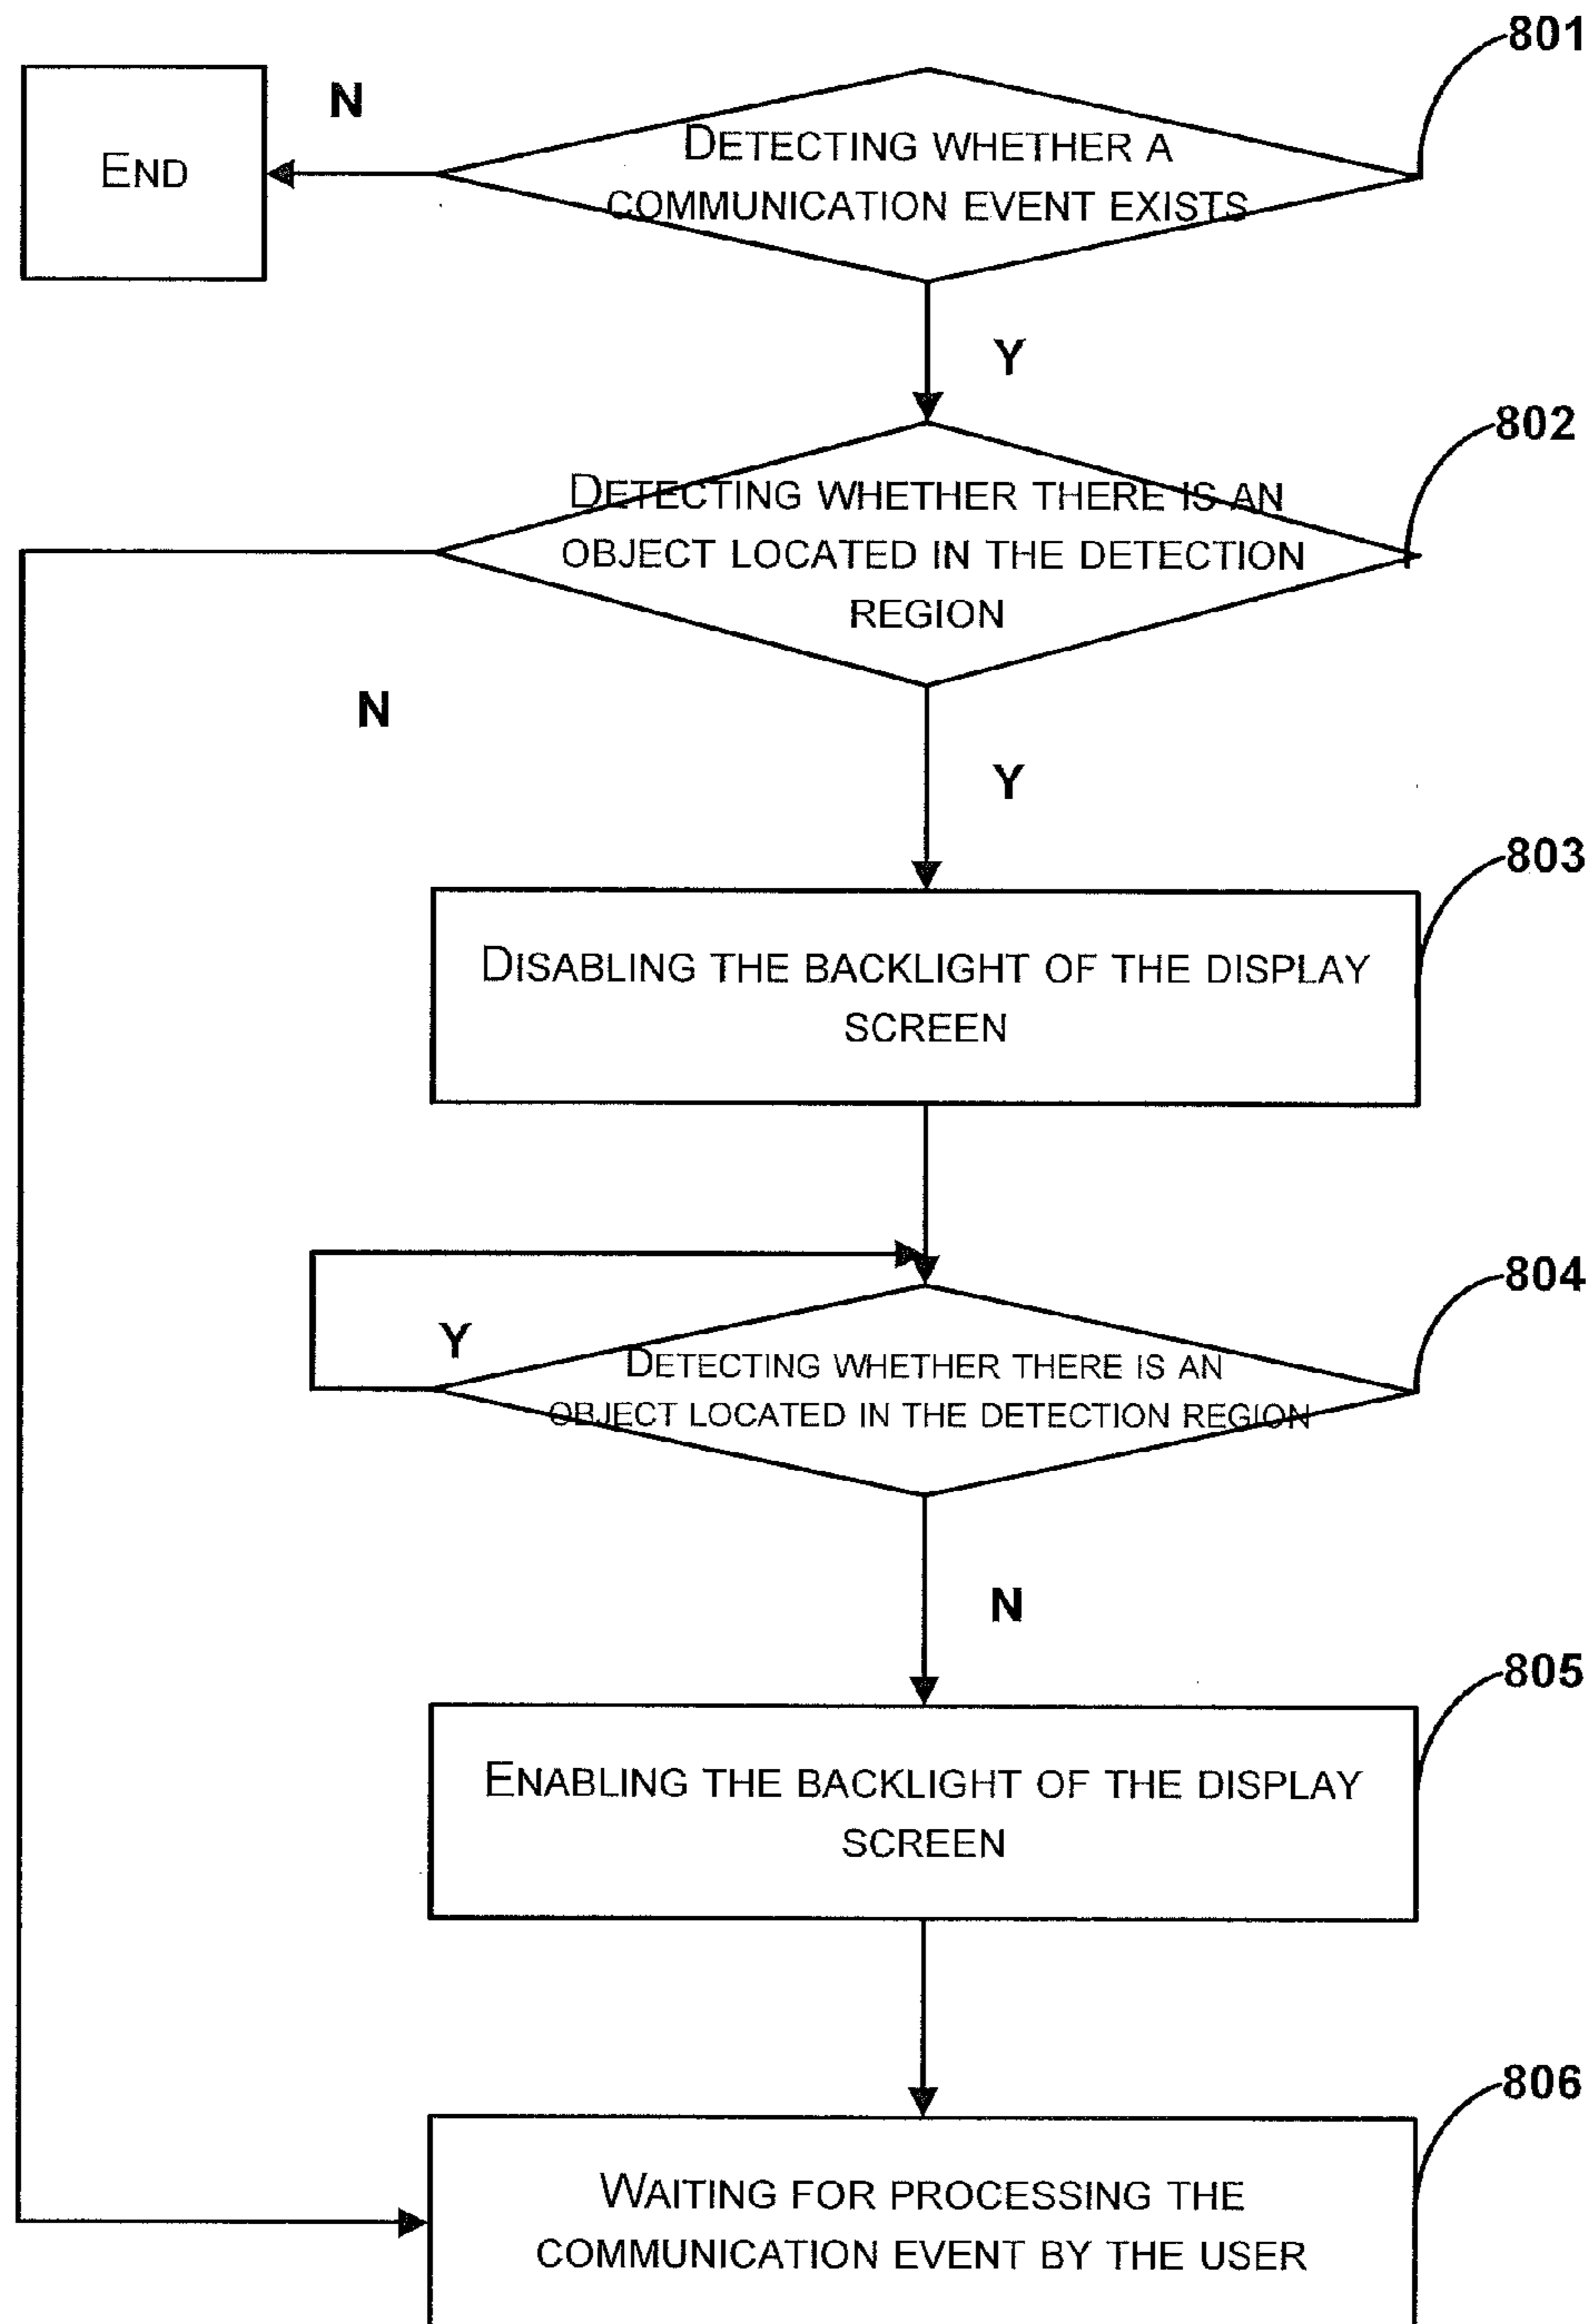 801
END
N
DETECTING WHETHER A
COMMUNICATION EVENT EXISTS
Y
802
DETECTING WHETHER THERE IS AN
OBJECT LOCATED IN THE DETECTION
REGION
N
Y
803
DISABLING THE BACKLIGHT OF THE DISPLAY
SCREEN
804
Y
DETECTING WHETHER THERE IS AN
OBJECT LOCATED IN THE DETECTION REGION
N
805
ENABLING THE BACKLIGHT OF THE DISPLAY
SCREEN
806
WAITING FOR PROCESSING THE
COMMUNICATION EVENT BY THE USER